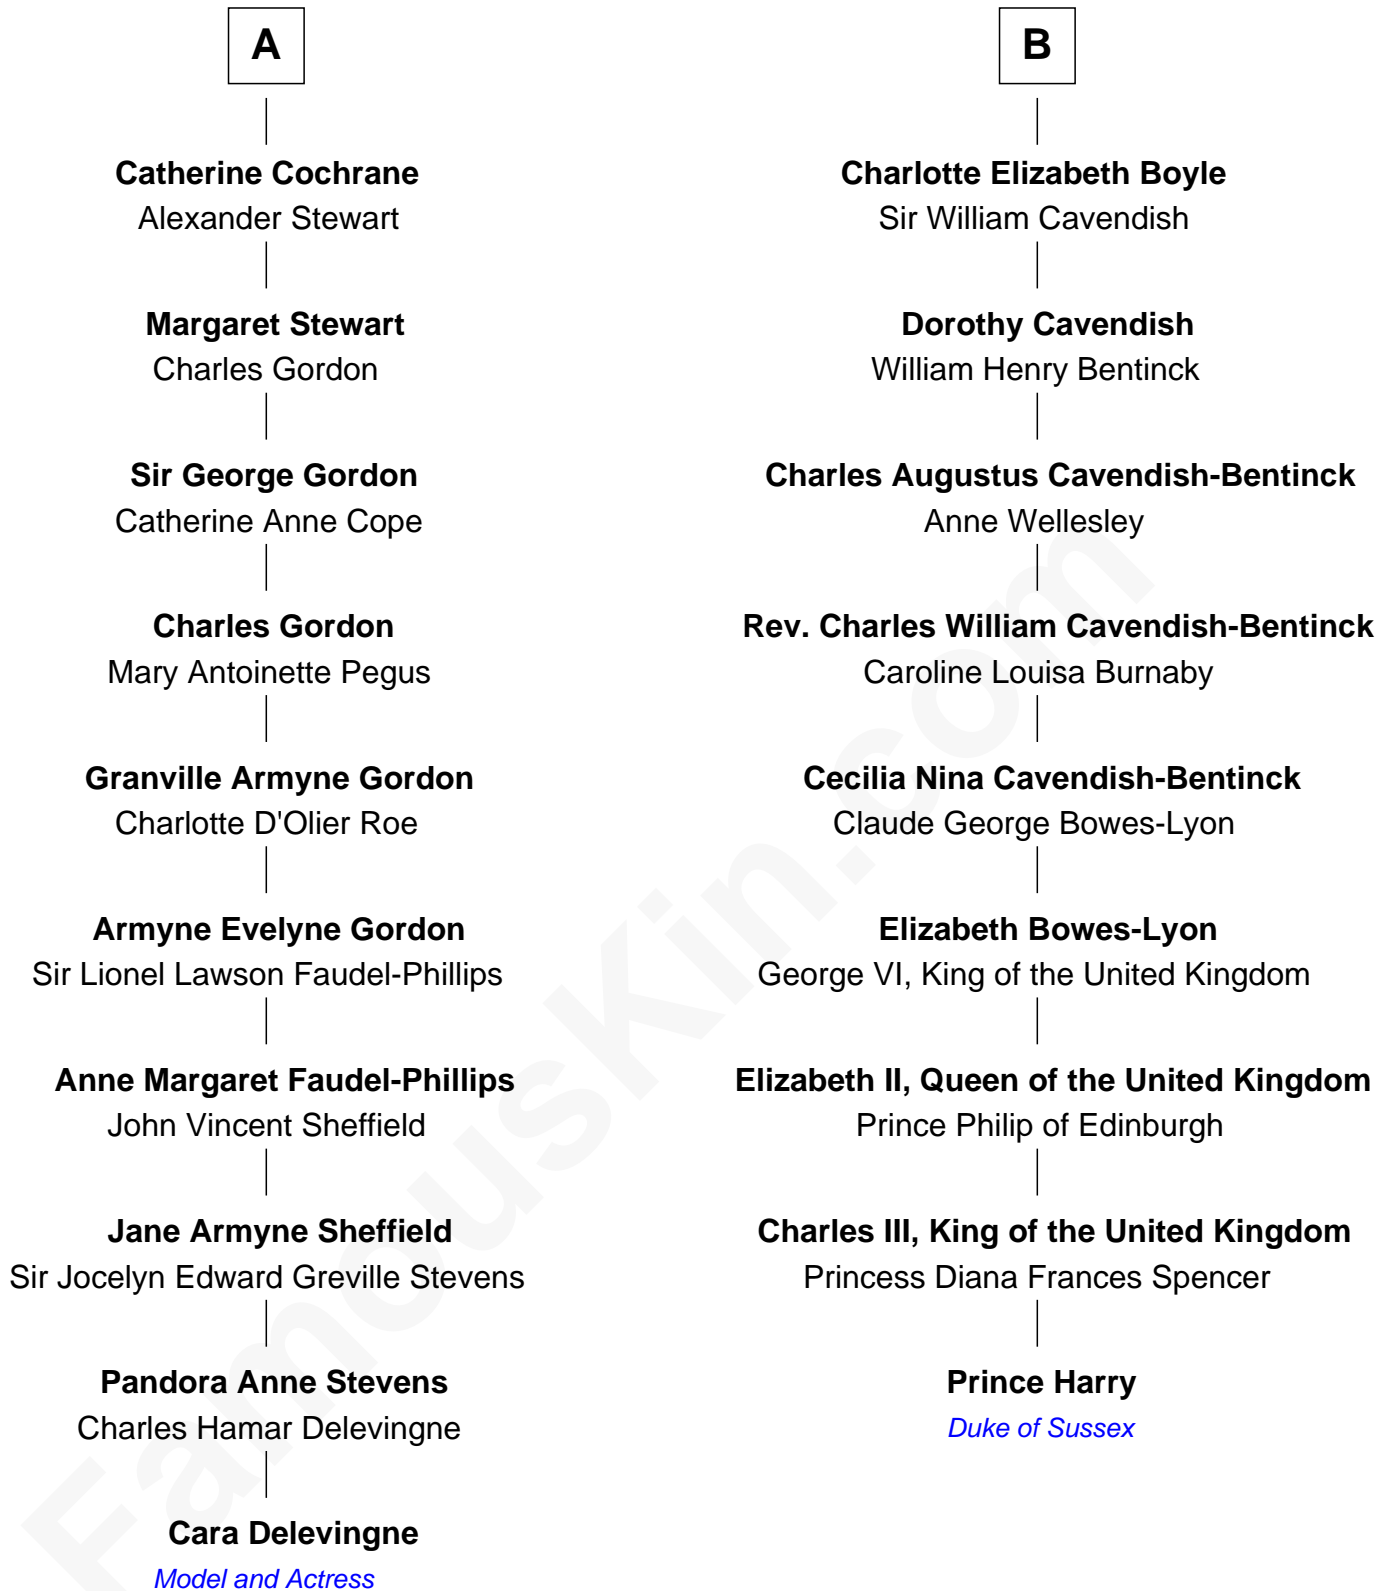 A
Catherine Cochrane
Alexander Stewart
Margaret Stewart
Charles Gordon
Sir George Gordon
Catherine Anne Cope
Charles Gordon
Mary Antoinette Pegus
Granville Armyne Gordon
Charlotte D'Olier Roe
Armyne Evelyne Gordon
Sir Lionel Lawson Faudel-Phillips
Anne Margaret Faudel-Phillips
John Vincent Sheffield
Jane Armyne Sheffield
Sir Jocelyn Edward Greville Stevens
Pandora Anne Stevens
Charles Hamar Delevingne
Cara Delevingne
Model and Actress
B
Charlotte Elizabeth Boyle
Sir William Cavendish
Dorothy Cavendish
William Henry Bentinck
Charles Augustus Cavendish-Bentinck
Anne Wellesley
Rev. Charles William Cavendish-Bentinck
Caroline Louisa Burnaby
Cecilia Nina Cavendish-Bentinck
Claude George Bowes-Lyon
Elizabeth Bowes-Lyon
George VI, King of the United Kingdom
Elizabeth II, Queen of the United Kingdom
Prince Philip of Edinburgh
Charles III, King of the United Kingdom
Princess Diana Frances Spencer
Prince Harry
Duke of Sussex
FamousKin.com